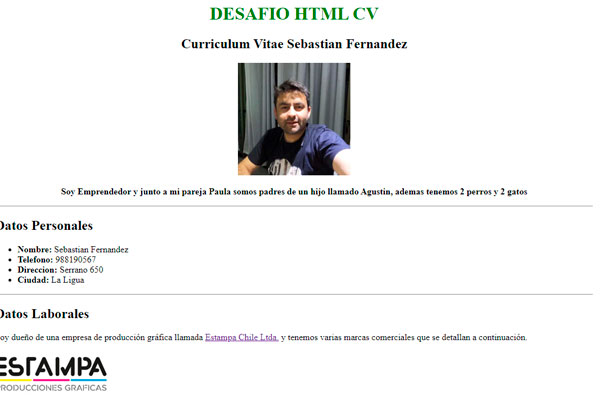 DESAFIO HTML CV
Curriculum Vitae Sebastian Fernandez
Soy Emprendedor y junto a mi pareja Paula somos padres de un hijo llamado Agustin, ademas tenemos 2 perros y 2 gatos
Datos Personales
Nombre: Sebastian Fernandez
Telefono: 988190567
Direccion: Serrano 650
Ciudad: La Ligua
Datos Laborales
oy dueño de una empresa de producción gráfica llamada Estampa Chile Ltda. y tenemos varias marcas comerciales que se detallan a continuación.
ESTAMPA
PRODUCCIONES GRAFICAS